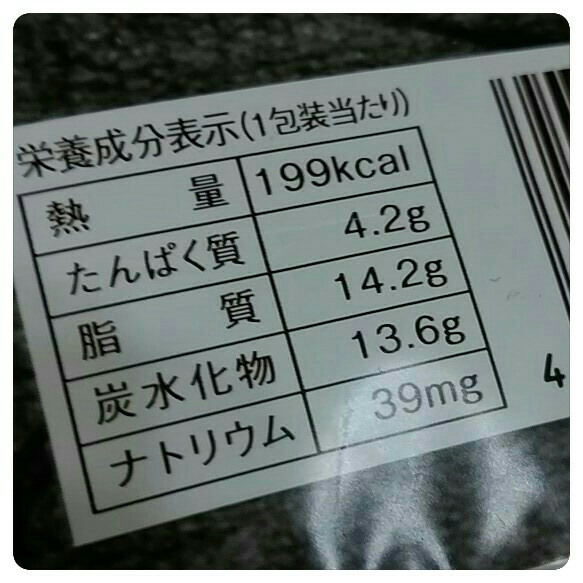 栄養成分表示(1包装当たり)
熱量 199kcal
たんぱく質 4.2g
脂質 14.2g
炭水化物 13.6g
ナトリウム 39mg
4